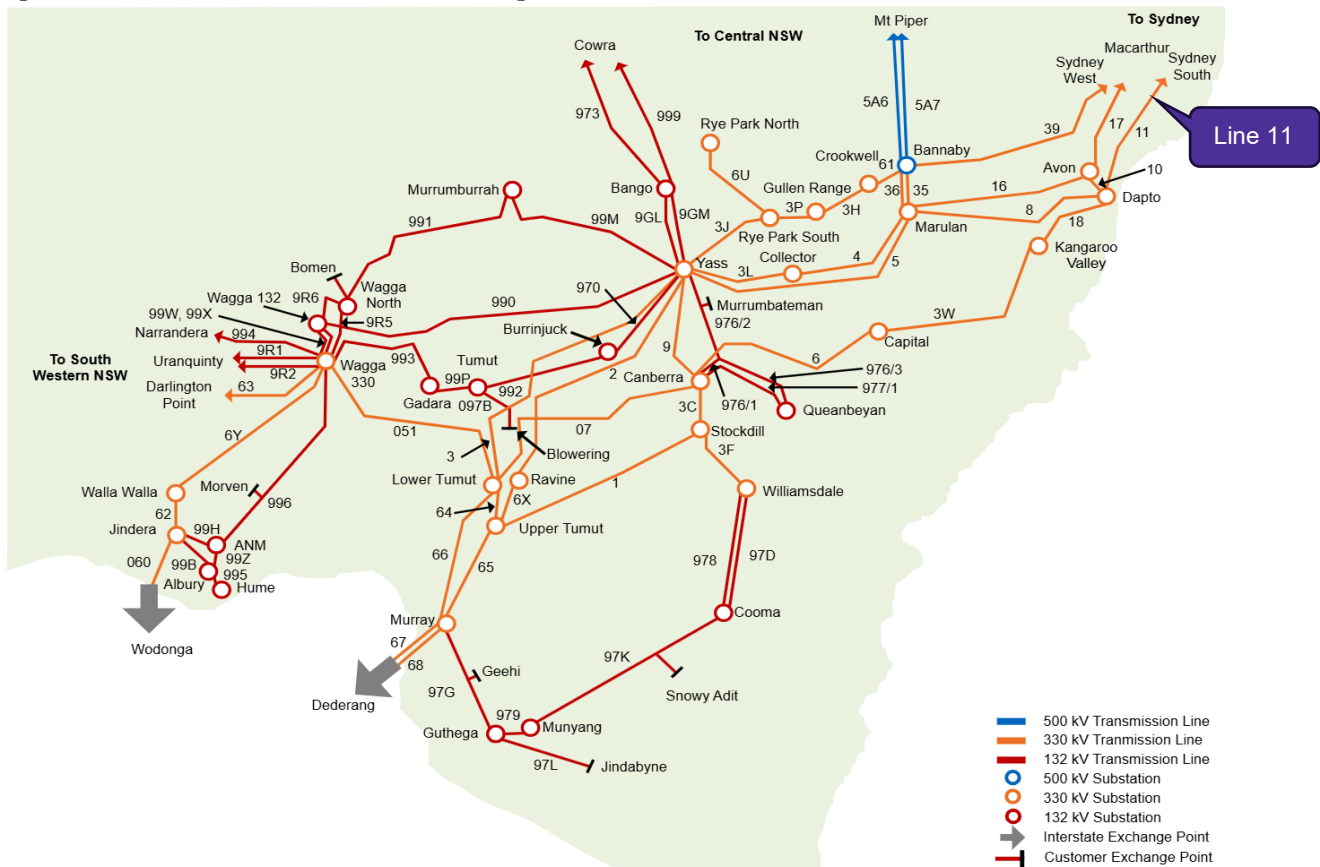 Mt Piper
To Sydney
To Central NSW
Cowra
Macarthur
Sydney
West
Sydney
South
973
999
5A6
5A7
39
17
11
Line 11
Rye Park North
Crookwell
61
Bannaby
Avon
10
Murrumburrah
Bango
6U
Gullen Range
36
35
16
Dapto
991
99M
9GL
9GM
3J
3P
3H
Marulan
8
18
Rye Park South
Kangaroo
Valley
Collector
4
5
Bomen
Yass
3L
Wagga 132
9R6
Wagga
North
990
970
Murrumbateman
99W, 99X
9R5
Burrinjuck
976/2
3W
Narrandera
994
Capital
To South
Western NSW
Uranquinty
9R1
9R2
Wagga
330
993
Tumut
99P
2
9
6
976/3
977/1
Canberra
Darlington
Point
63
Gadara
097B
992
976/1
Queanbeyan
3C
6Y
051
07
Stockdill
3
Blowering
3F
Walla Walla
Morven
996
Lower Tumut
Ravine
1
Williamsdale
62
64
6X
Jindera
99H
ANM
Upper Tumut
060
99B
99Z
66
65
978
97D
Albury
995
Hume
Murray
Cooma
Wodonga
67
68
Geehi
97K
Snowy Adit
Dederang
97G
979
Guthega
Munyang
97L
Jindabyne
500 kV Transmission Line
330 kV Tranmission Line
132 kV Transmission Line
500 kV Substation
330 kV Substation
132 kV Substation
Interstate Exchange Point
Customer Exchange Point